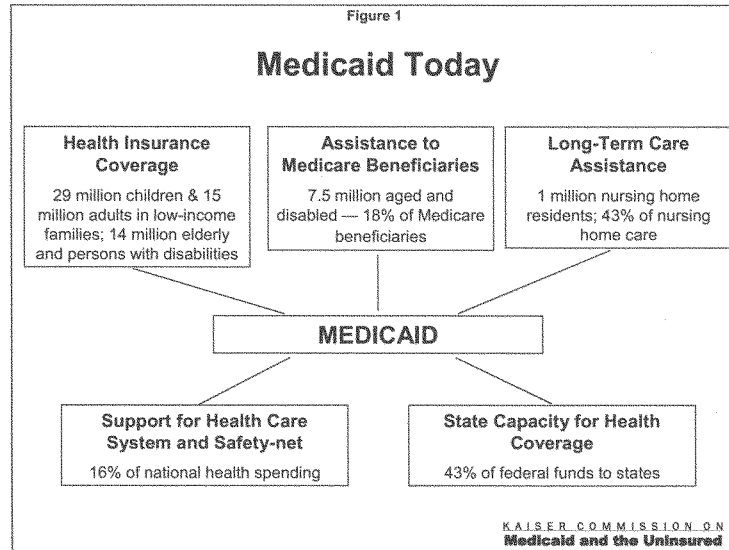 Figure 1
Medicaid Today
Health Insurance
Coverage
29 million children & 15
million adults in low-income
families; 14 million elderly
and persons with disabilities
Assistance to
Medicare Beneficiaries
7.5 million aged and
disabled — 18% of Medicare
beneficiaries
Long-Term Care
Assistance
1 million nursing home
residents; 43% of nursing
home care
MEDICAID
Support for Health Care
System and Safety-net
16% of national health spending
State Capacity for Health
Coverage
43% of federal funds to states
KAISER COMMISSION ON
Medicaid and the Uninsured